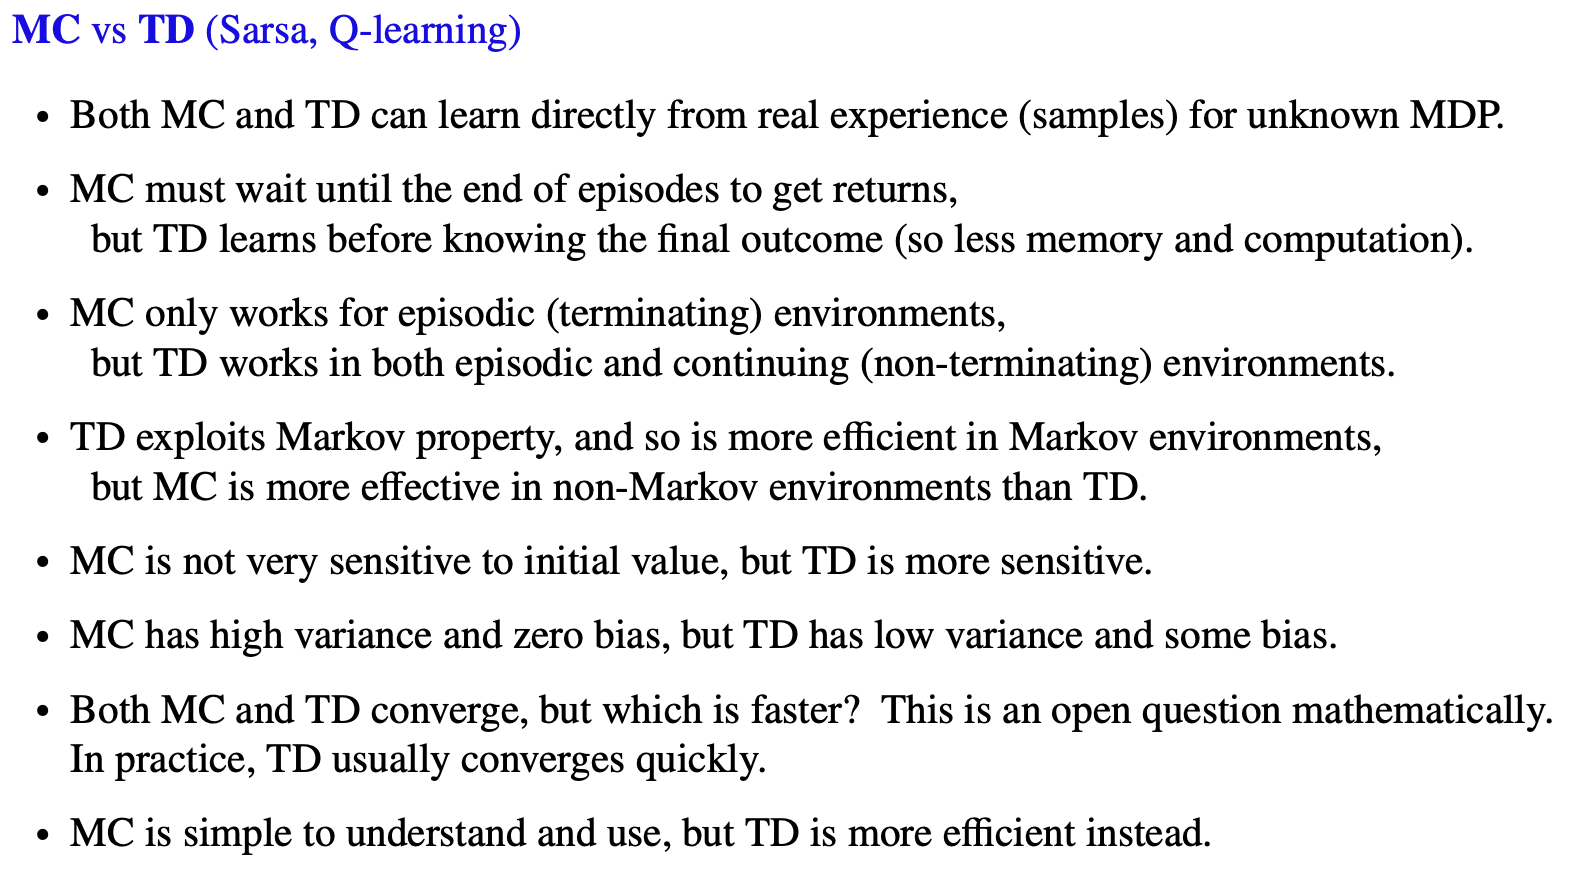 MC vs TD (Sarsa, Q-learning)
• Both MC and TD can learn directly from real experience (samples) for unknown MDP.
• MC must wait until the end of episodes to get returns,
but TD learns before knowing the final outcome (so less memory and computation).
• MC only works for episodic (terminating) environments,
but TD works in both episodic and continuing (non-terminating) environments.
• TD exploits Markov property, and so is more efficient in Markov environments,
but MC is more effective in non-Markov environments than TD.
• MC is not very sensitive to initial value, but TD is more sensitive.
• MC has high variance and zero bias, but TD has low variance and some bias.
• Both MC and TD converge, but which is faster? This is an open question mathematically.
In practice, TD usually converges quickly.
• MC is simple to understand and use, but TD is more efficient instead.